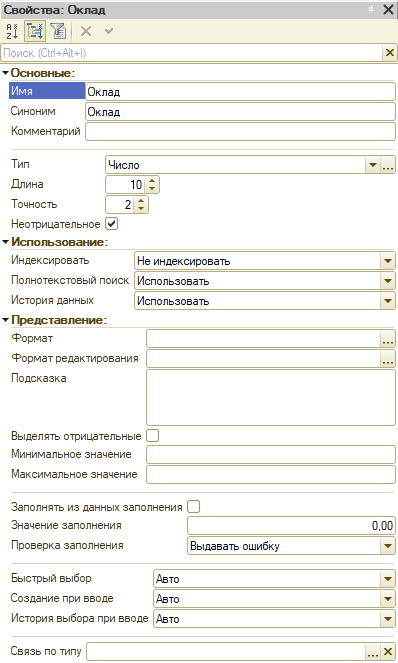 Свойства: Оклад
Поиск (Ctrl+Alt+I)
Основные:
Имя Оклад
Синоним Оклад
Комментарий
Тип Число
Длина 10
Точность 2
Неотрицательное
Использование:
Индексировать Не индексировать
Полнотекстовый поиск Использовать
История данных Использовать
Представление:
Формат
Формат редактирования
Подсказка
Выделять отрицательные
Минимальное значение
Максимальное значение
Заполнять из данных заполнения
Значение заполнения 0,00
Проверка заполнения Выдавать ошибку
Быстрый выбор Авто
Создание при вводе Авто
История выбора при вводе Авто
Связь по типу